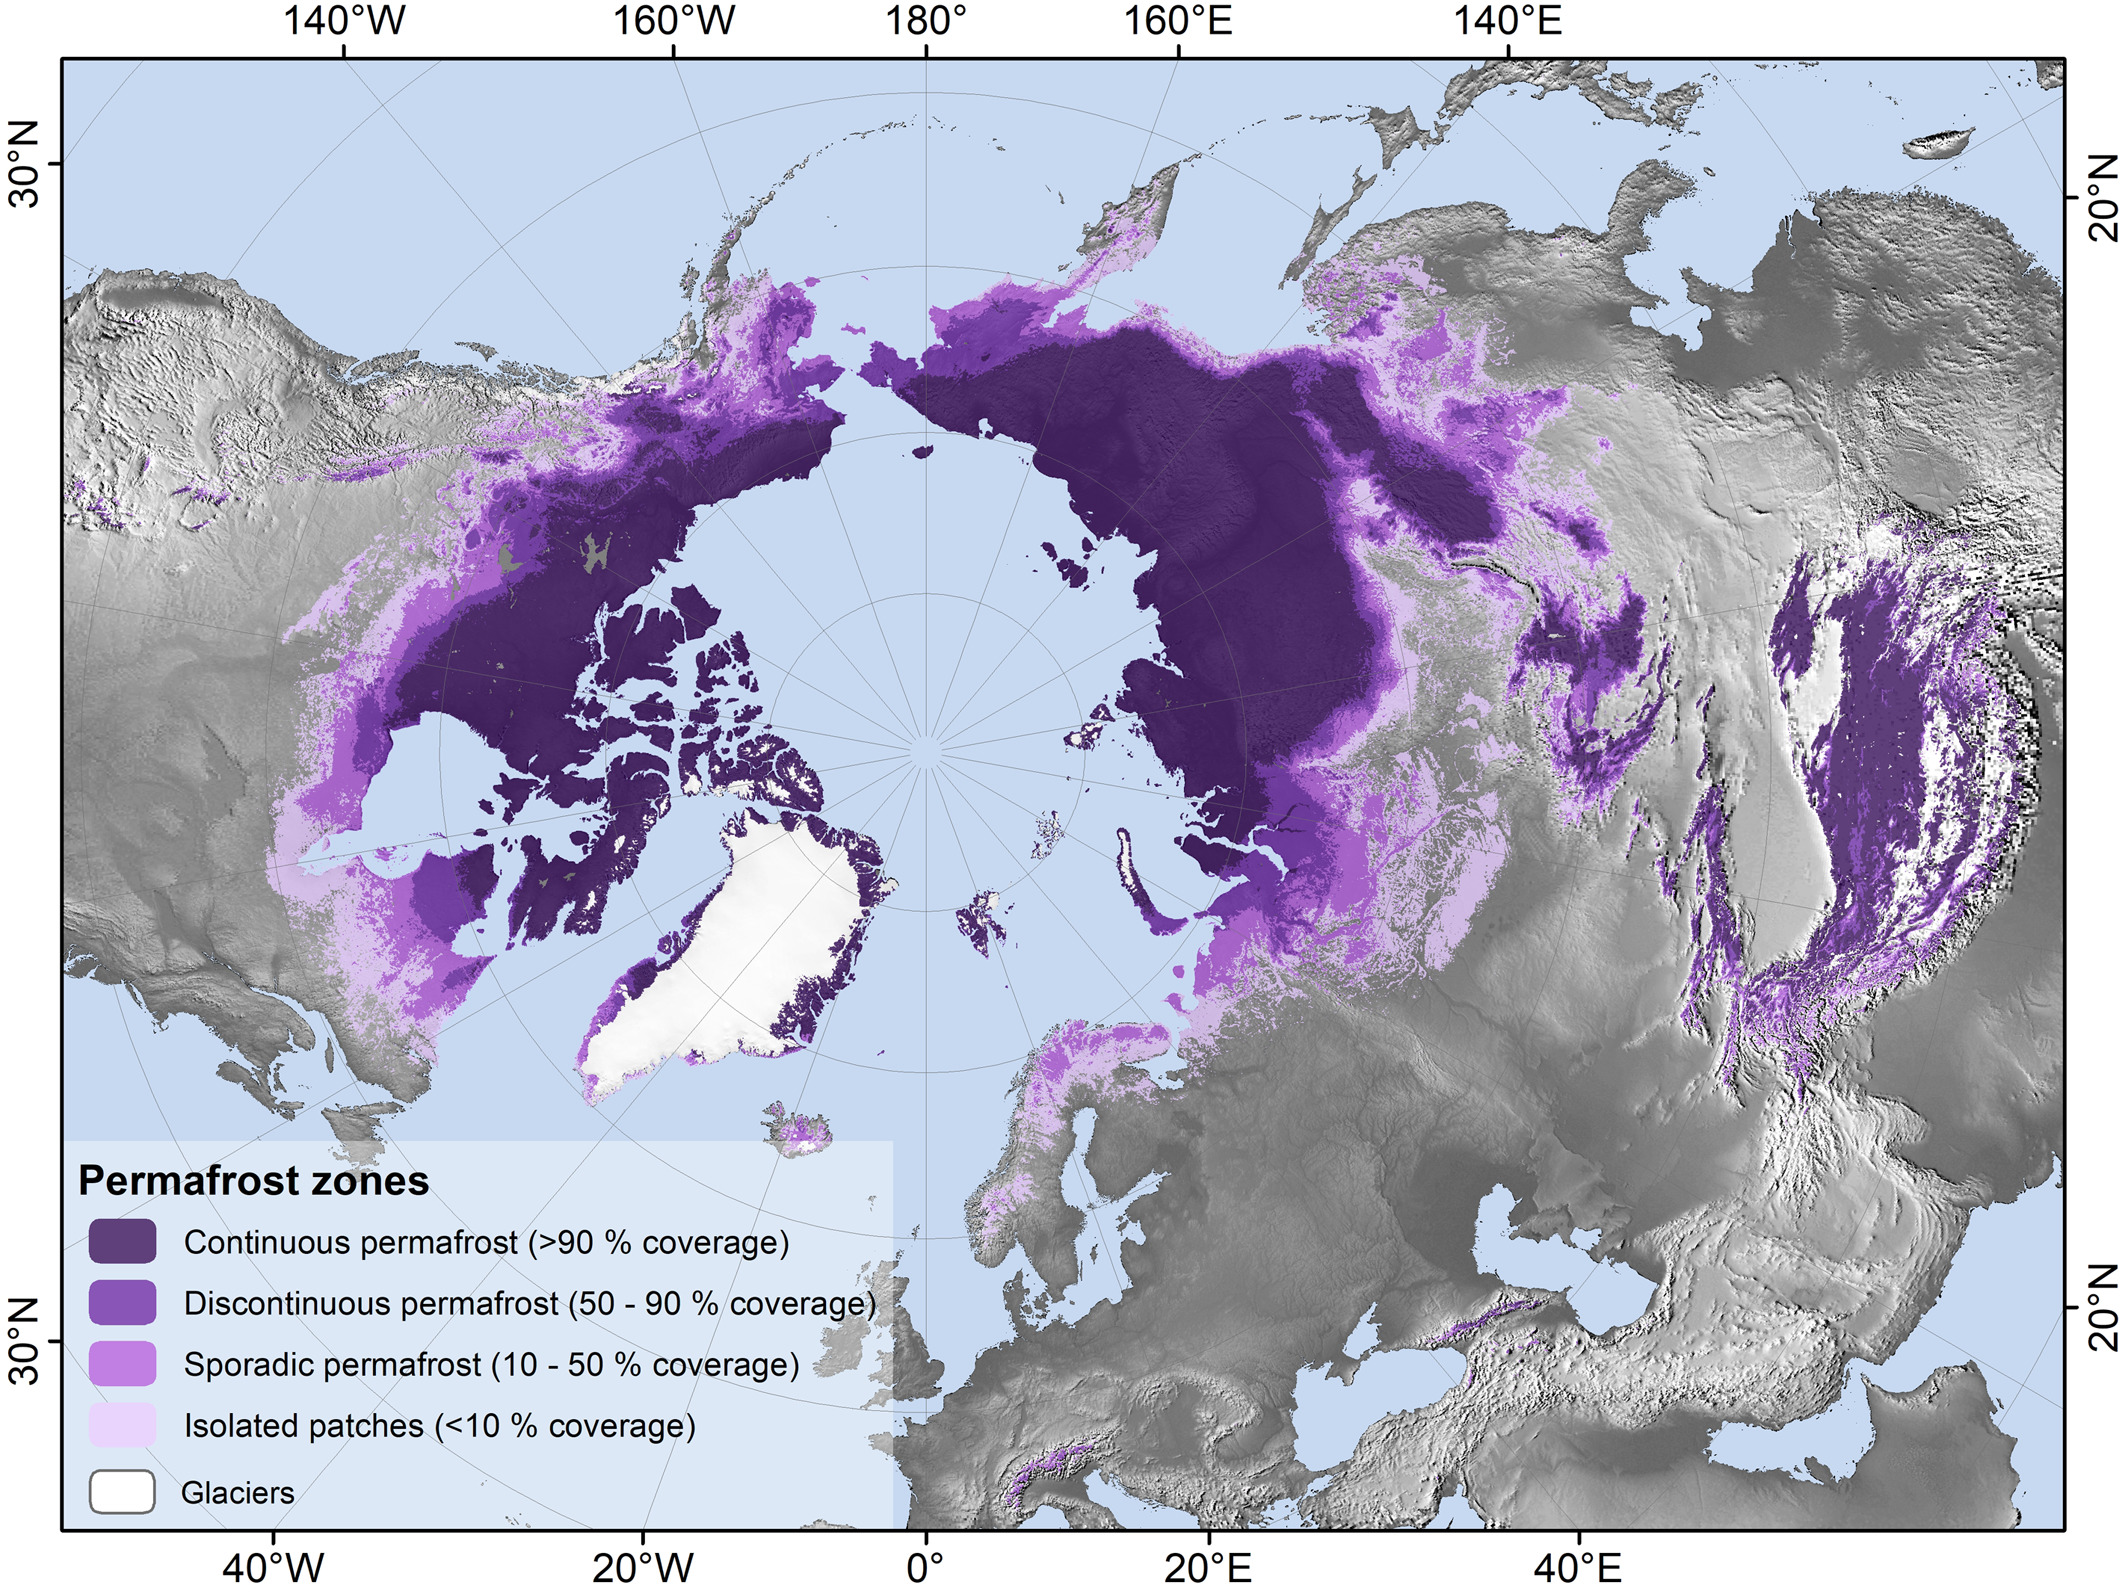 140°W 160°W 180° 160°E 140°E
30°N
20°N
30°N
20°N
Permafrost zones
Continuous permafrost (>90 % coverage)
Discontinuous permafrost (50 - 90 % coverage)
Sporadic permafrost (10 - 50 % coverage)
Isolated patches (<10 % coverage)
Glaciers
40°W 20°W 0° 20°E 40°E